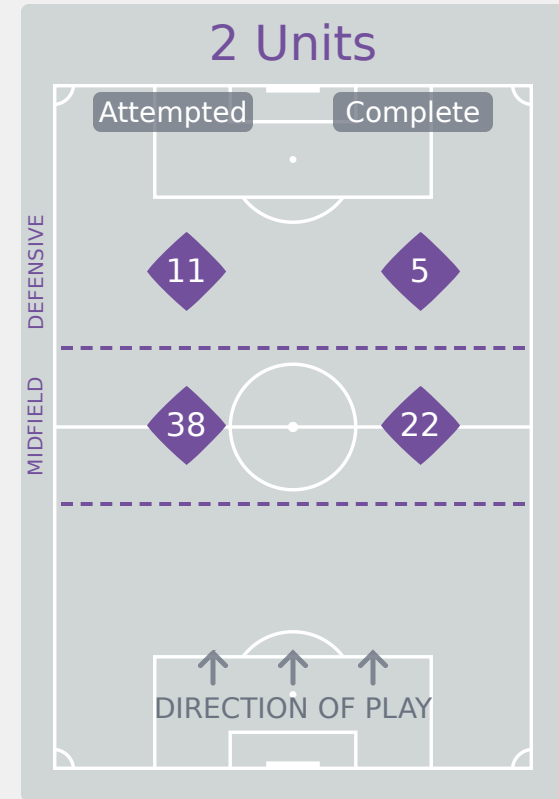 2 Units
Attempted
Complete
DEFENSIVE
11
5
MIDFIELD
38
22
DIRECTION OF PLAY